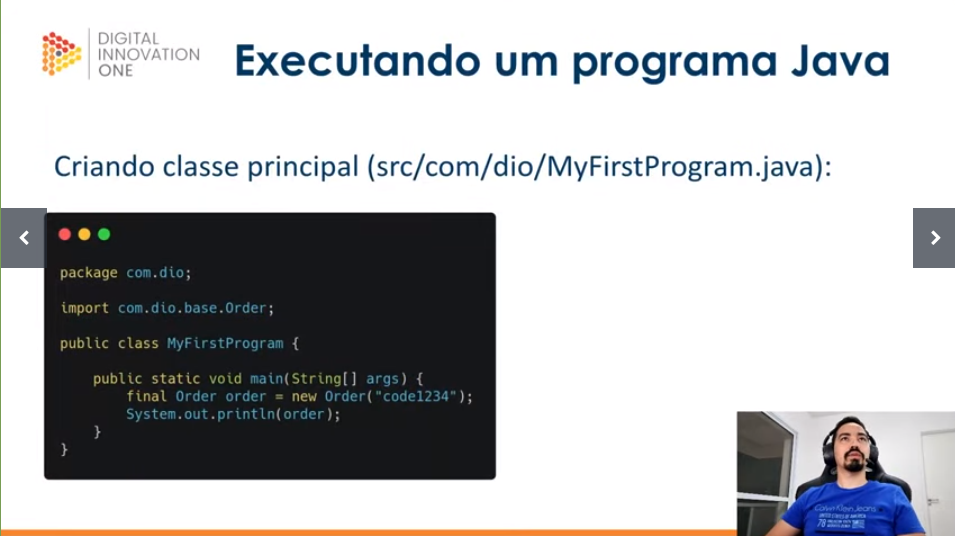 DIGITAL
INNOVATION
ONE
Executando um programa Java
Criando classe principal (src/com/dio/MyFirstProgram.java):
package com.dio;
import com.dio.base.Order;
public class MyFirstProgram {
public static void main(String[] args) {
final Order order = new Order("code1234");
System.out.println(order);
}
}
Calvin Klein Jeans